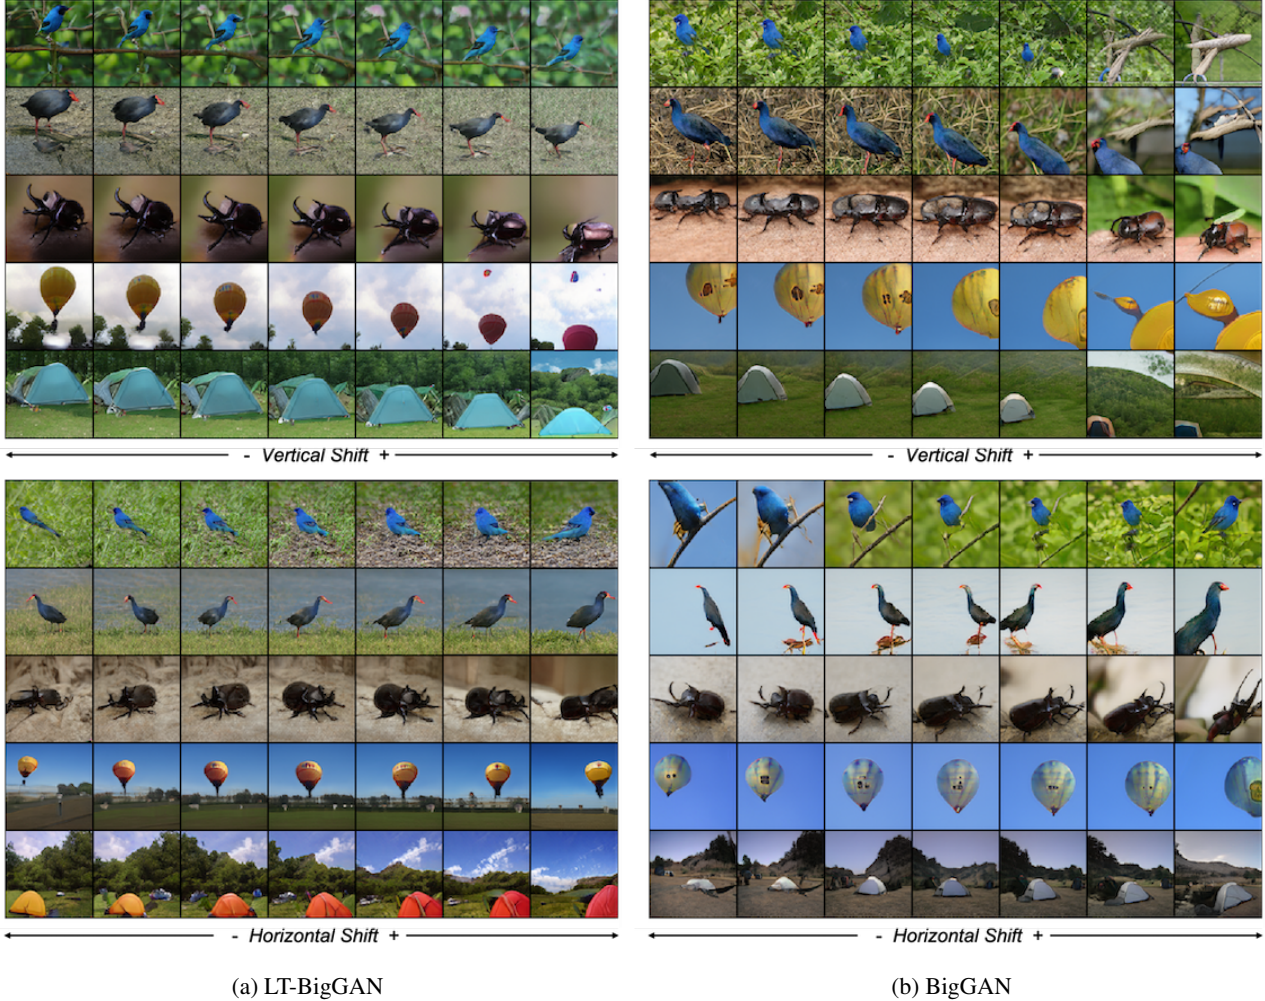 - Vertical Shift +
- Vertical Shift +
- Horizontal Shift +
- Horizontal Shift +
(a) LT-BigGAN
(b) BigGAN